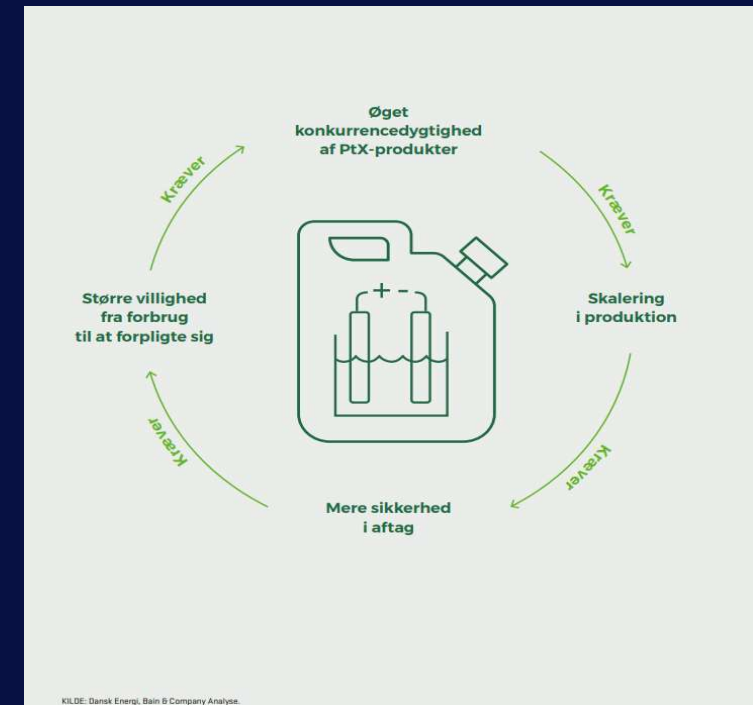 Øget
konkurrencedygtighed
af PtX-produkter
Kræver
Kræver
Større villighed
fra forbrug
til at forpligte sig
+ -
Skalering
i produktion
Kræver
Kræver
Mere sikkerhed
i aftag
KILDE: Dansk Energi, Bain & Company Analyse.